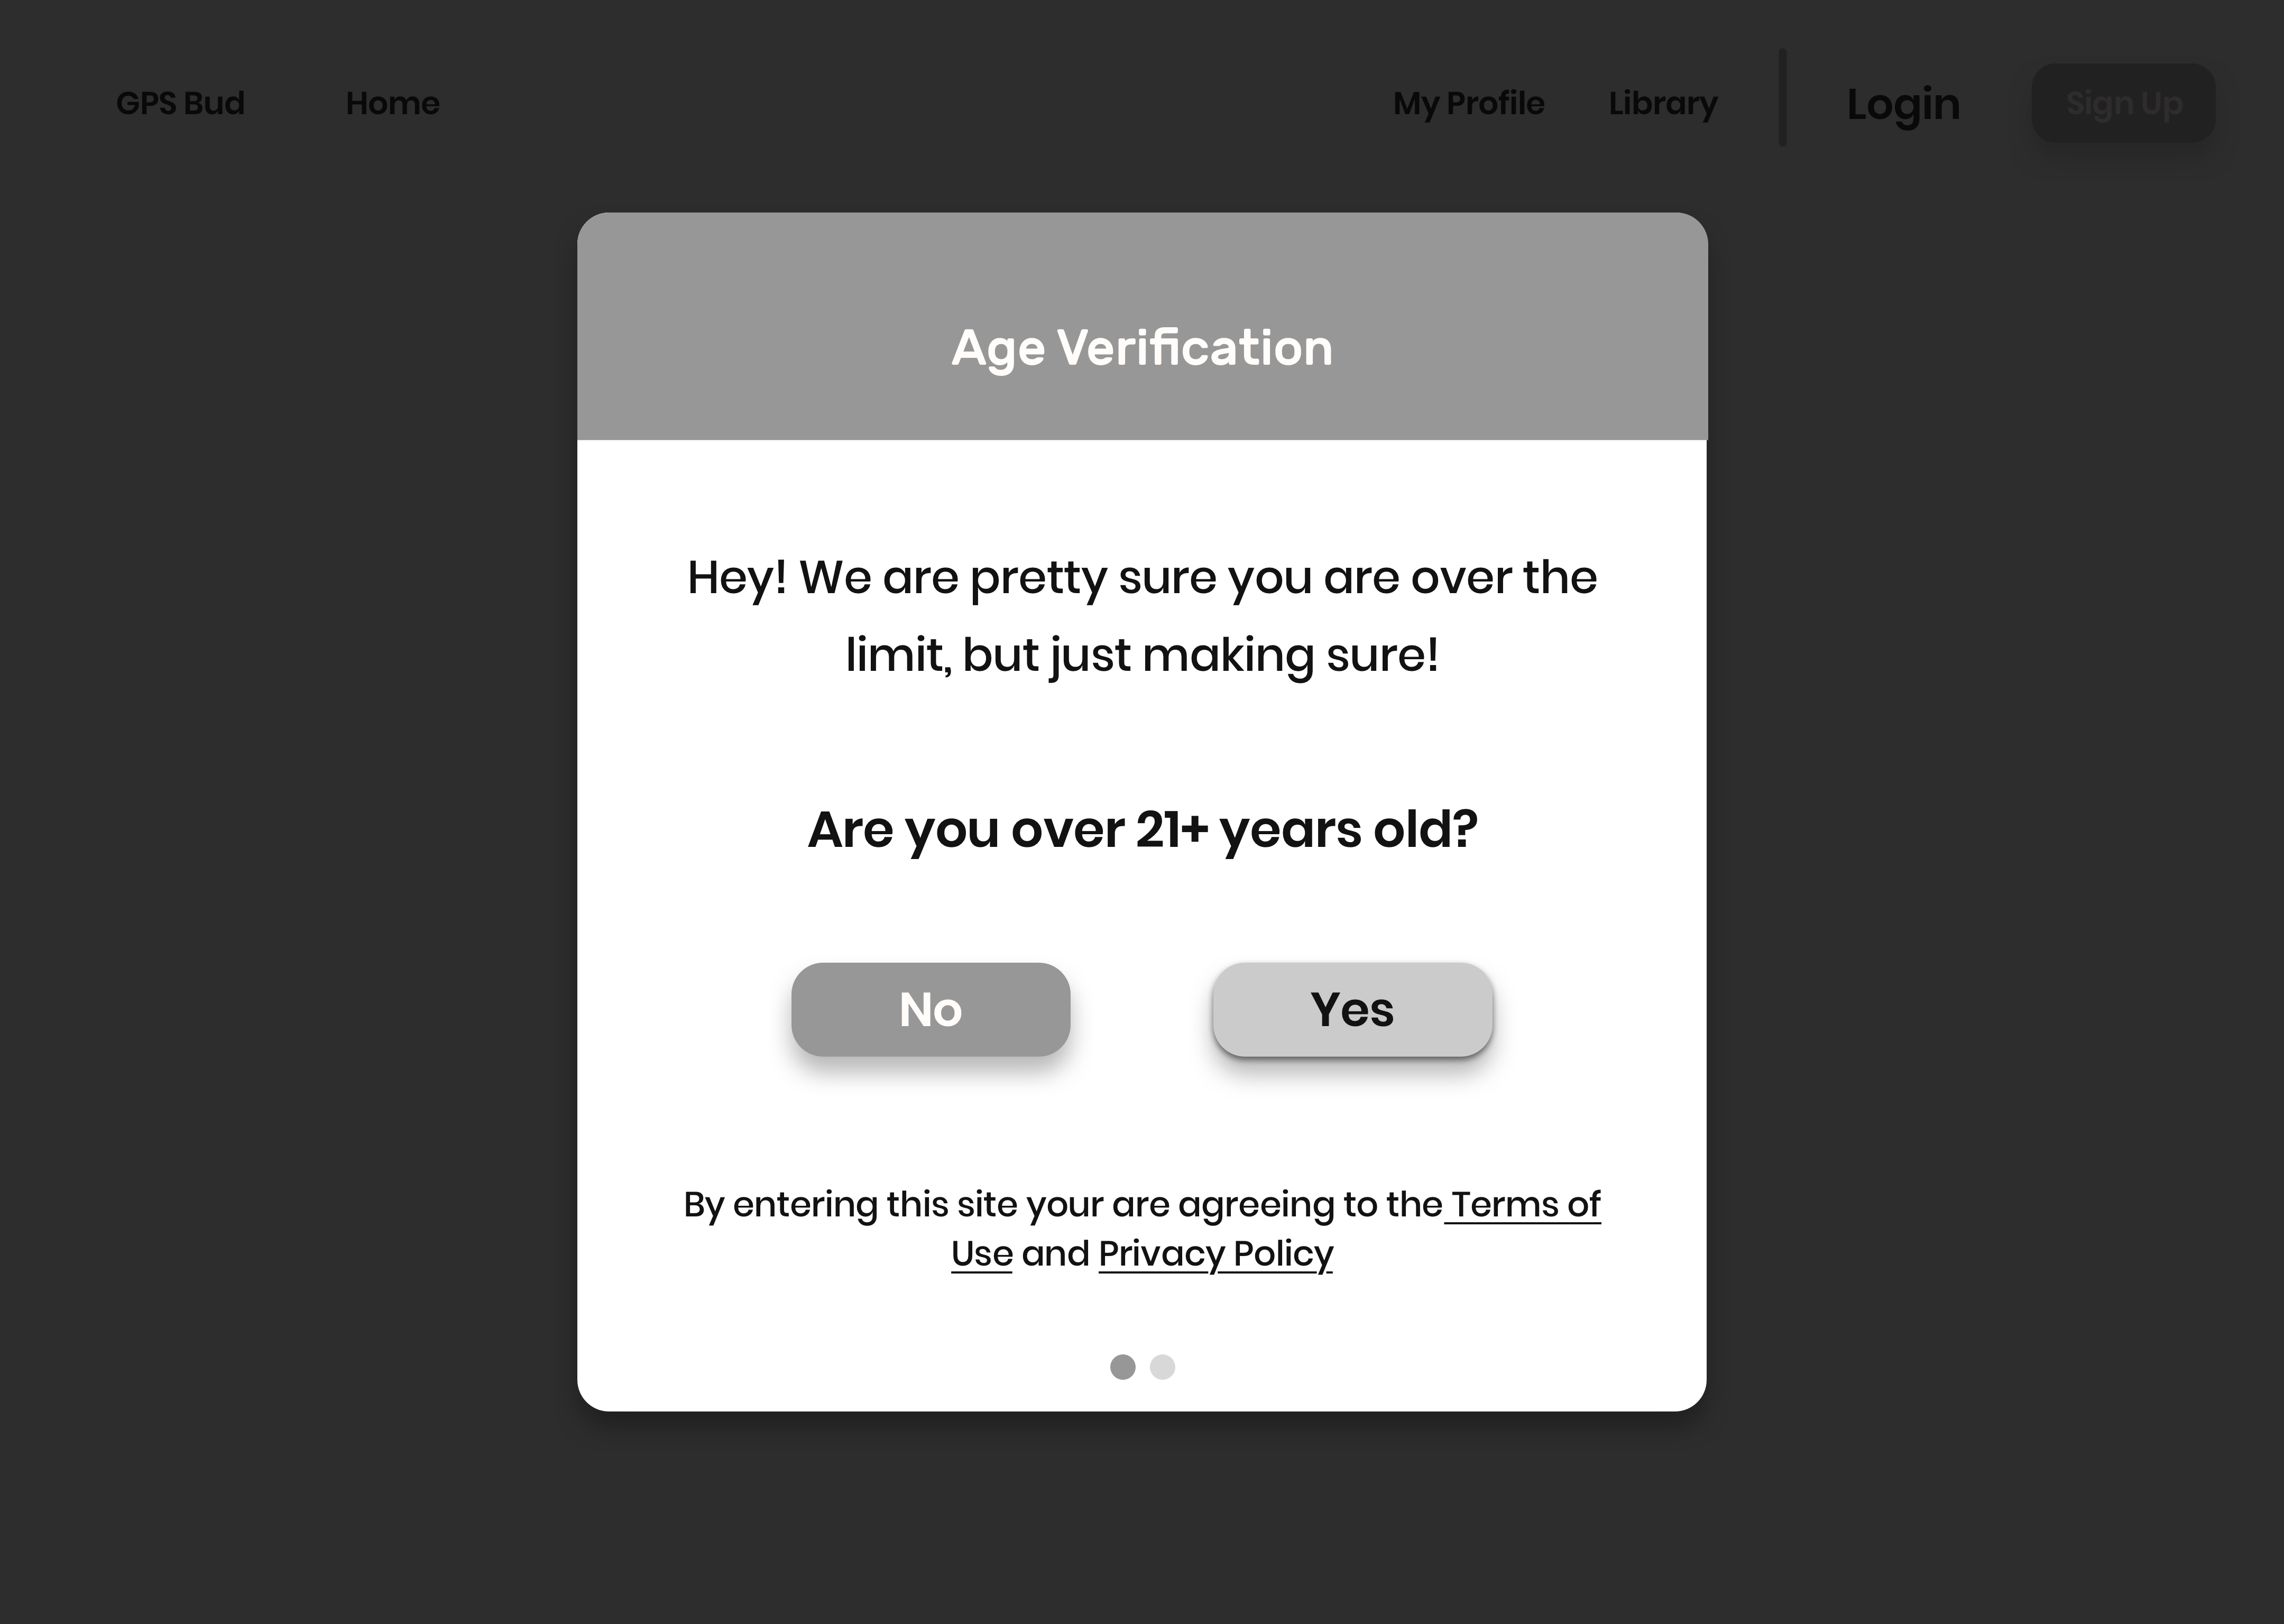 GPS Bud Home My Profile Library Login Sign Up
Age Verification
Hey! We are pretty sure you are over the
limit, but just making sure!
Are you over 21+ years old?
No Yes
By entering this site your are agreeing to the Terms of
Use and Privacy Policy